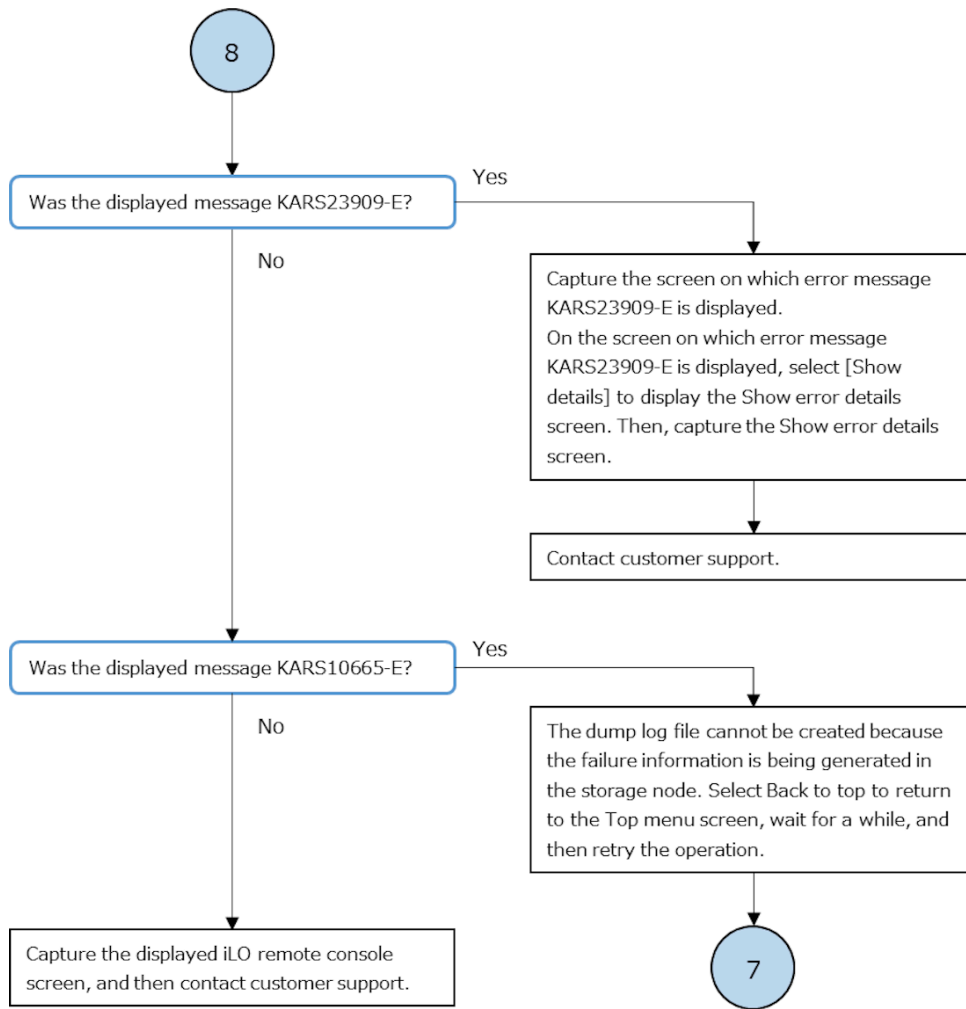 8
Was the displayed message KARS23909-E?
Yes
No
Capture the screen on which error message
KARS23909-E is displayed.
On the screen on which error message
KARS23909-E is displayed, select [Show
details] to display the Show error details
screen. Then, capture the Show error details
screen.
Contact customer support.
Was the displayed message KARS10665-E?
Yes
No
The dump log file cannot be created because
the failure information is being generated in
the storage node. Select Back to top to return
to the Top menu screen, wait for a while, and
then retry the operation.
Capture the displayed iLO remote console
screen, and then contact customer support.
7